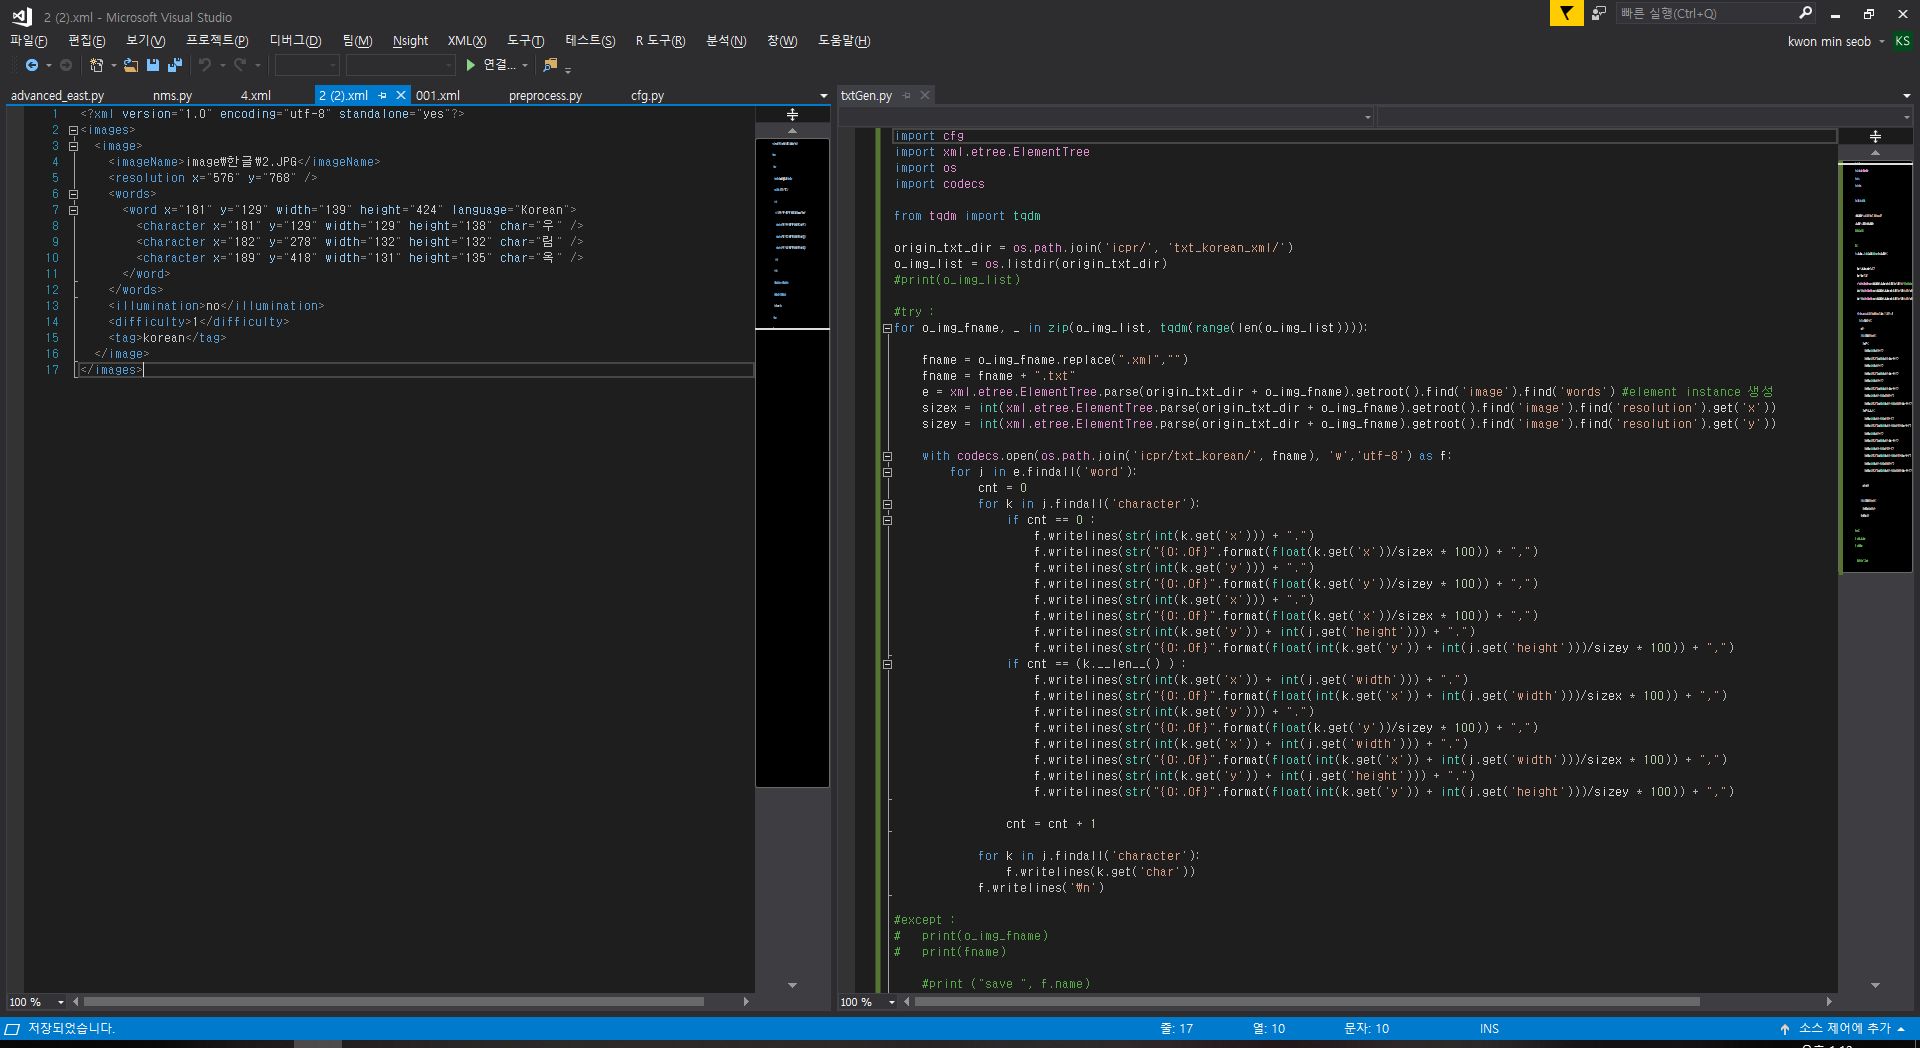 2 (2).xml - Microsoft Visual Studio
빠른 실행(Ctrl+Q)
파일(F) 편집(E) 보기(V) 프로젝트(P) 디버그(D) 팀(M) Nsight XML(X) 도구(T) 테스트(S) R 도구(R) 분석(N) 창(W) 도움말(H)
kwon min seob KS
연결...
advanced_east.py nms.py 4.xml 2 (2).xml 001.xml preprocess.py cfg.py
1 <?xml version="1.0" encoding="utf-8" standalone="yes"?>
2 <images>
3 <image>
4 <imageName>image₩한글₩2.JPG</imageName>
5 <resolution x="576" y="768" />
6 <words>
7 <word x="181" y="129" width="139" height="424" language="Korean">
8 <character x="181" y="129" width="129" height="138" char="우" />
9 <character x="182" y="278" width="132" height="132" char="림" />
10 <character x="189" y="418" width="131" height="135" char="옥" />
11 </word>
12 </words>
13 <illumination>no</illumination>
14 <difficulty>1</difficulty>
15 <tag>korean</tag>
16 </image>
17 </images>
100 %
txtGen.py
import cfg
import xml.etree.ElementTree
import os
import codecs
from tqdm import tqdm
origin_txt_dir = os.path.join('icpr/', 'txt_korean_xml/')
o_img_list = os.listdir(origin_txt_dir)
#print(o_img_list)
#try :
for o_img_fname, _ in zip(o_img_list, tqdm(range(len(o_img_list)))):
fname = o_img_fname.replace(".xml","")
fname = fname + ".txt"
e = xml.etree.ElementTree.parse(origin_txt_dir + o_img_fname).getroot().find('image').find('words') #element instance 생성
sizex = int(xml.etree.ElementTree.parse(origin_txt_dir + o_img_fname).getroot().find('image').find('resolution').get('x'))
sizey = int(xml.etree.ElementTree.parse(origin_txt_dir + o_img_fname).getroot().find('image').find('resolution').get('y'))
with codecs.open(os.path.join('icpr/txt_korean/', fname), 'w','utf-8') as f:
for j in e.findall('word'):
cnt = 0
for k in j.findall('character'):
if cnt == 0 :
f.writelines(str(int(k.get('x'))) + ".")
f.writelines(str("{0:.0f}".format(float(k.get('x'))/sizex * 100)) + ",")
f.writelines(str(int(k.get('y'))) + ".")
f.writelines(str("{0:.0f}".format(float(k.get('y'))/sizey * 100)) + ",")
f.writelines(str(int(k.get('x'))) + ".")
f.writelines(str("{0:.0f}".format(float(k.get('x'))/sizex * 100)) + ",")
f.writelines(str(int(k.get('y')) + int(j.get('height'))) + ".")
f.writelines(str("{0:.0f}".format(float(int(k.get('y')) + int(j.get('height')))/sizey * 100)) + ",")
if cnt == (k.__len__() ) :
f.writelines(str(int(k.get('x')) + int(j.get('width'))) + ".")
f.writelines(str("{0:.0f}".format(float(int(k.get('x')) + int(j.get('width')))/sizex * 100)) + ",")
f.writelines(str(int(k.get('y'))) + ".")
f.writelines(str("{0:.0f}".format(float(k.get('y'))/sizey * 100)) + ",")
f.writelines(str(int(k.get('x')) + int(j.get('width'))) + ".")
f.writelines(str("{0:.0f}".format(float(int(k.get('x')) + int(j.get('width')))/sizex * 100)) + ",")
f.writelines(str(int(k.get('y')) + int(j.get('height'))) + ".")
f.writelines(str("{0:.0f}".format(float(int(k.get('y')) + int(j.get('height')))/sizey * 100)) + ",")
cnt = cnt + 1
for k in j.findall('character'):
f.writelines(k.get('char'))
f.writelines('₩n')
#except :
# print(o_img_fname)
# print(fname)
#print ("save ", f.name)
100 %
저장되었습니다.
줄: 17 열: 10 문자: 10 INS 소스 제어에 추가